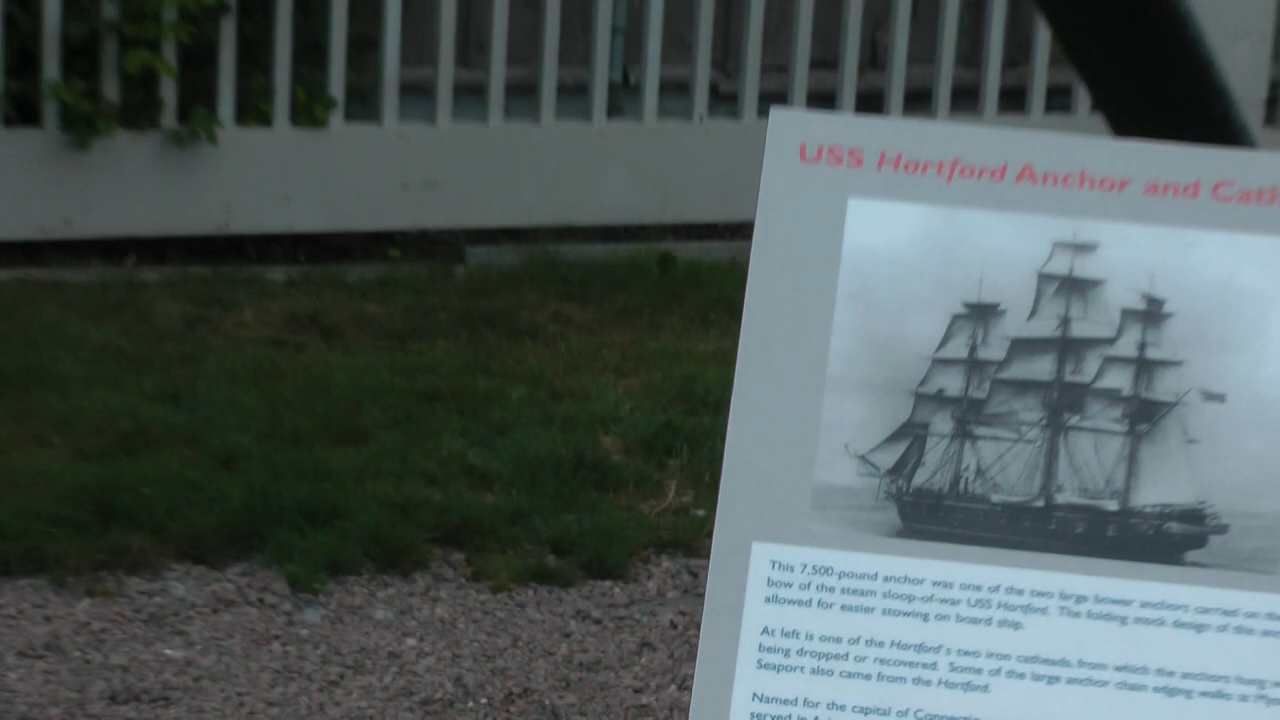 USS Hartford Anchor and Cath
This 7,500-pound anchor was one of the two large bower anchors carried on the
bow of the steam sloop-of-war USS Hartford. The folding stock design of this
allowed for easier stowing on board ship.
At left is one of the Hartford's two iron catheads, from which the anchors hung
being dropped or recovered. Some of the large anchor chain edging walks at
Seaport also came from the Hartford.
Named for the capital of
served in